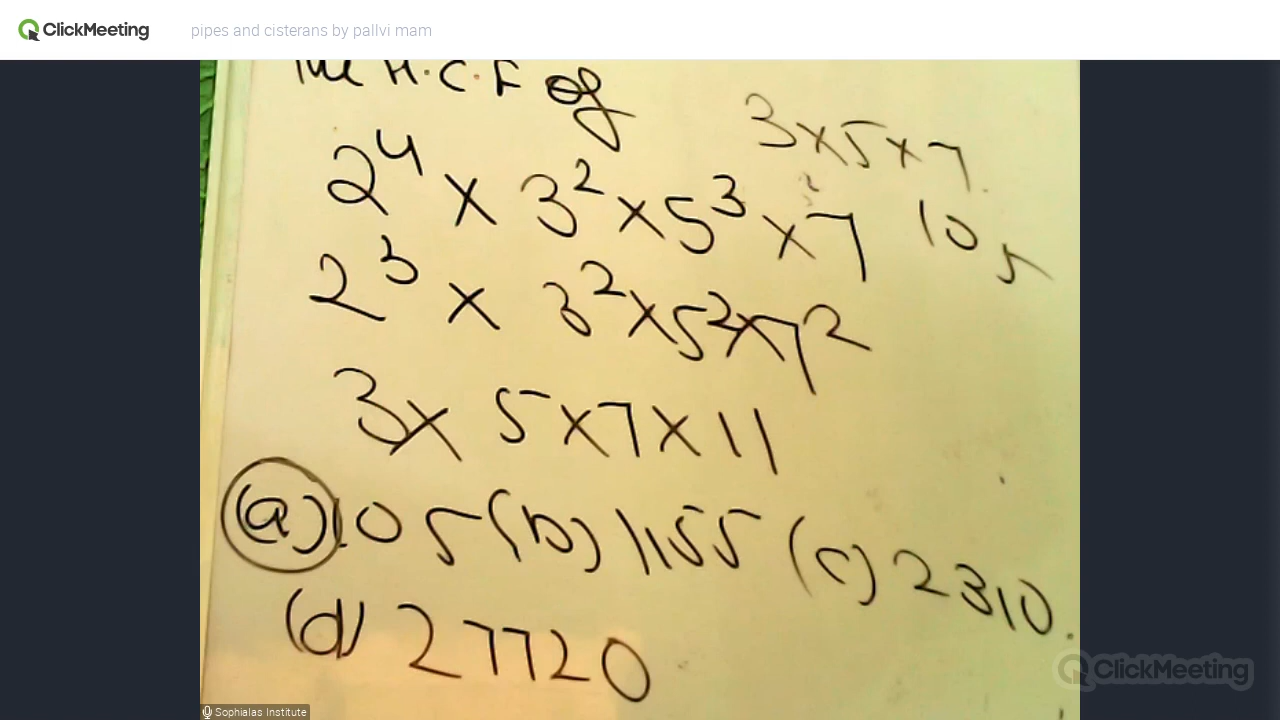 ClickMeeting
pipes and cisterans by pallvi mam
The H.C.F of
3×5×7
2⁴ × 3² × 5³ × 7
105
2³ × 3² × 5² × 7²
3 × 5 × 7 × 11
(a) 105 (b) 1155 (c) 2310.
(d) 27720
ClickMeeting
Sophialas Institute